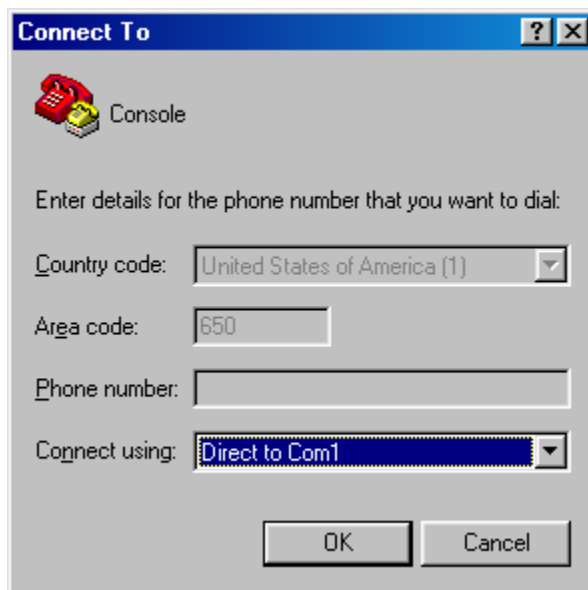 Connect To
Console
Enter details for the phone number that you want to dial:
Country code: United States of America (1)
Area code: 650
Phone number:
Connect using: Direct to Com1
OK Cancel